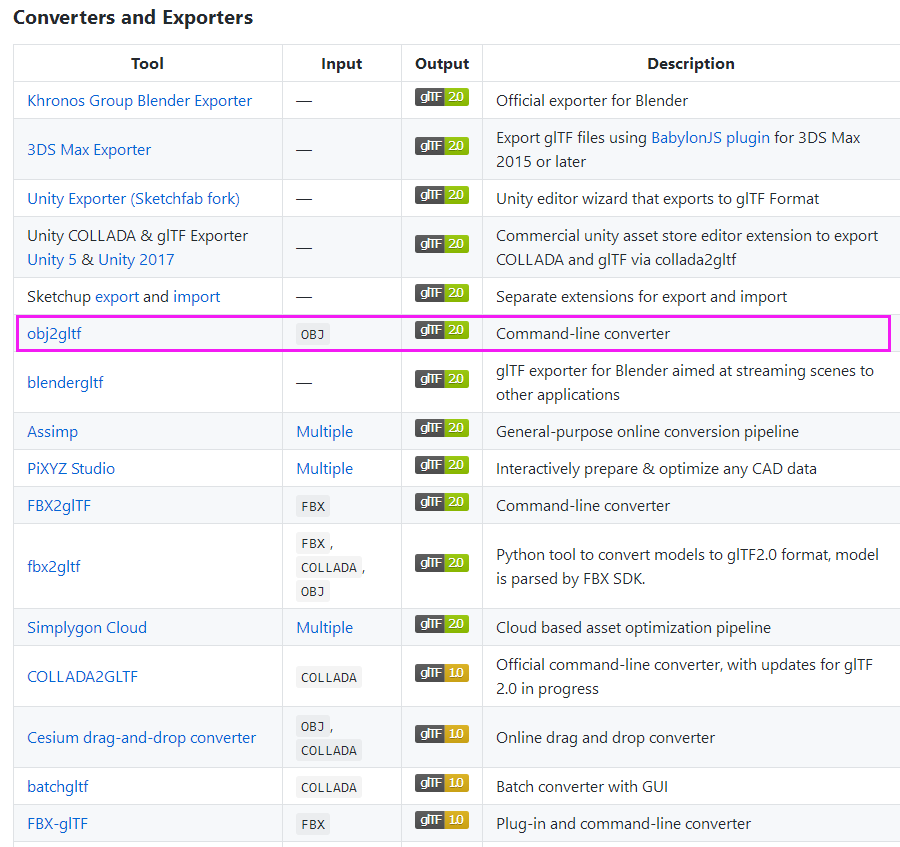 Converters and Exporters
Tool Input Output Description
Khronos Group Blender Exporter — glTF 2.0 Official exporter for Blender
3DS Max Exporter — glTF 2.0 Export glTF files using BabylonJS plugin for 3DS Max
2015 or later
Unity Exporter (Sketchfab fork) — glTF 2.0 Unity editor wizard that exports to glTF Format
Unity COLLADA & glTF Exporter
Unity 5 & Unity 2017 — glTF 2.0 Commercial unity asset store editor extension to export
COLLADA and glTF via collada2gltf
Sketchup export and import — glTF 2.0 Separate extensions for export and import
obj2gltf OBJ glTF 2.0 Command-line converter
blendergltf — glTF 2.0 glTF exporter for Blender aimed at streaming scenes to
other applications
Assimp Multiple glTF 2.0 General-purpose online conversion pipeline
PiXYZ Studio Multiple glTF 2.0 Interactively prepare & optimize any CAD data
FBX2glTF FBX glTF 2.0 Command-line converter
fbx2gltf FBX ,
COLLADA ,
OBJ glTF 2.0 Python tool to convert models to glTF2.0 format, model
is parsed by FBX SDK.
Simplygon Cloud Multiple glTF 2.0 Cloud based asset optimization pipeline
COLLADA2GLTF COLLADA glTF 1.0 Official command-line converter, with updates for glTF
2.0 in progress
Cesium drag-and-drop converter OBJ ,
COLLADA glTF 1.0 Online drag and drop converter
batchgltf COLLADA glTF 1.0 Batch converter with GUI
FBX-glTF FBX glTF 1.0 Plug-in and command-line converter